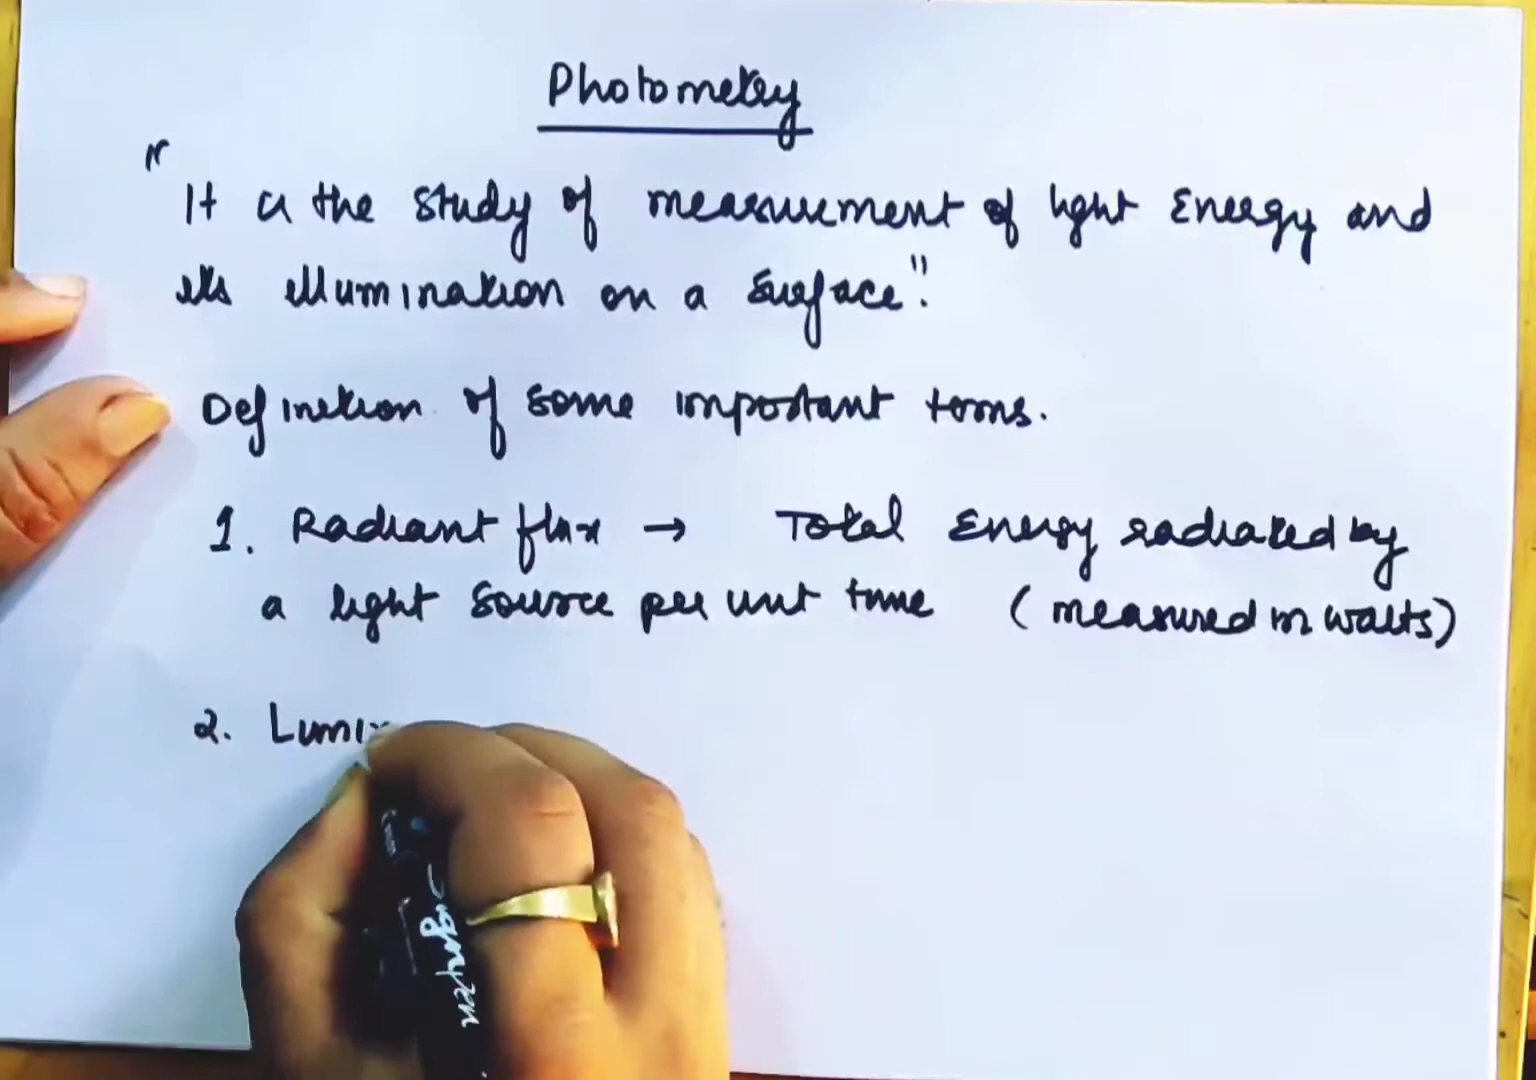 Photometry
"It is the study of measurement of light Energy and
its illumination on a surface".
Definition of some important terms.
1. Radiant flux → Total Energy radiated by
a light source per unit time (measured in watts)
2. Lumi